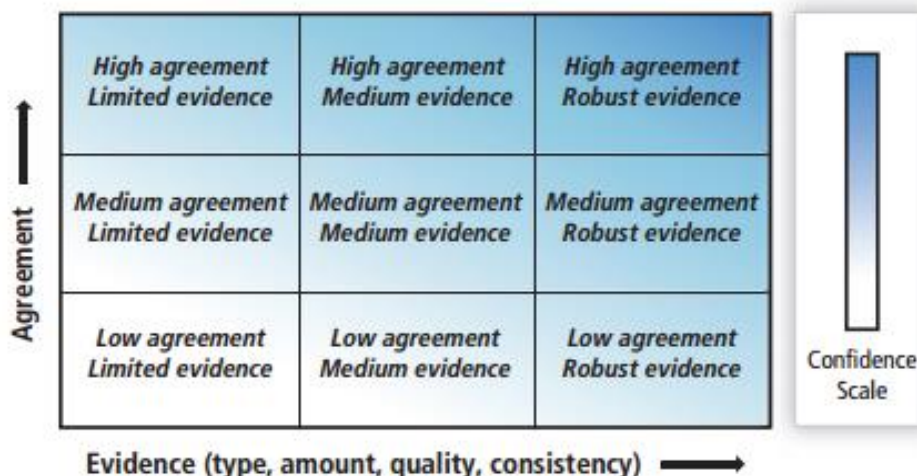 High agreement
Limited evidence
High agreement
Medium evidence
High agreement
Robust evidence
Medium agreement
Limited evidence
Medium agreement
Medium evidence
Medium agreement
Robust evidence
Low agreement
Limited evidence
Low agreement
Medium evidence
Low agreement
Robust evidence
Agreement
Evidence (type, amount, quality, consistency)
Confidence
Scale